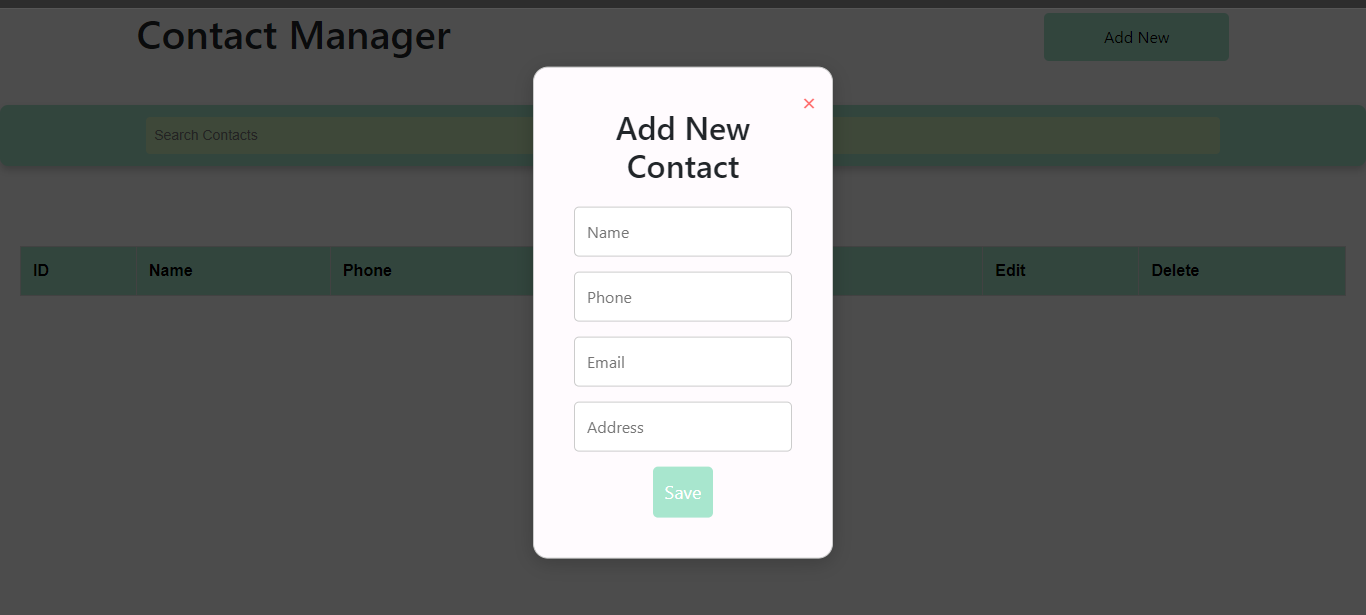 Contact Manager
Add New
Search Contacts
ID Name Phone Edit Delete
×
Add New
Contact
Name
Phone
Email
Address
Save